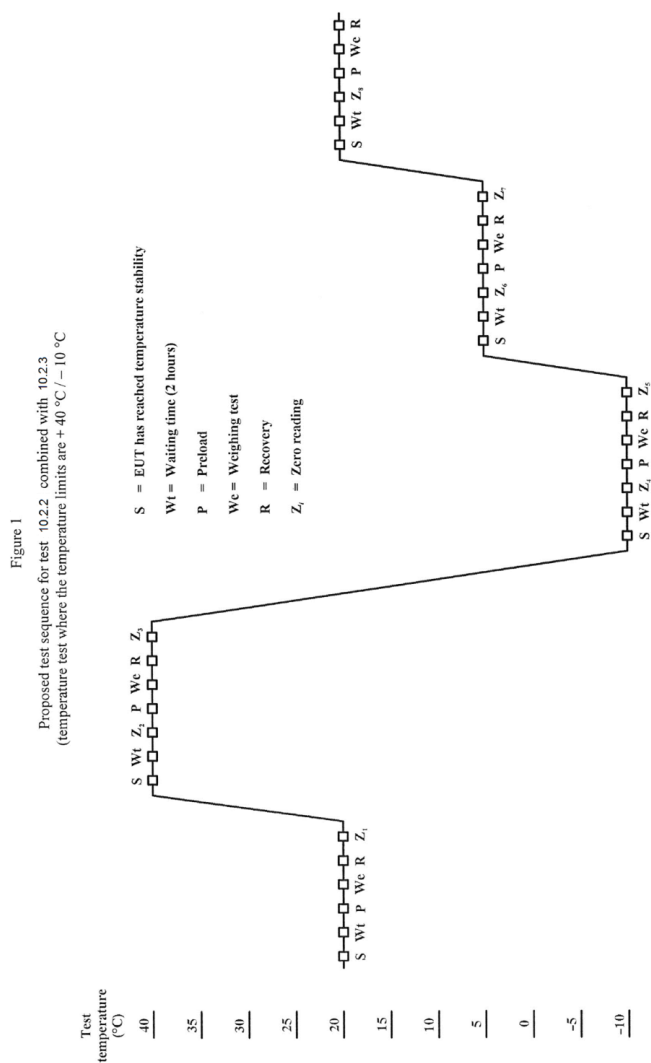 Figure 1
Proposed test sequence for test 10.2.2 combined with 10.2.3
(temperature test where the temperature limits are + 40 °C / − 10 °C
Test
temperature
(°C)
40
35
30
25
20
15
10
5
0
-5
-10
S Wt P We R Z₁
S Wt Z₂ P We R Z₃
S Wt Z₄ P We R Z₅
S Wt Z₆ P We R Z₇
S Wt Z₈ P We R
S = EUT has reached temperature stability
Wt = Waiting time (2 hours)
P = Preload
We = Weighing test
R = Recovery
Zᵢ = Zero reading